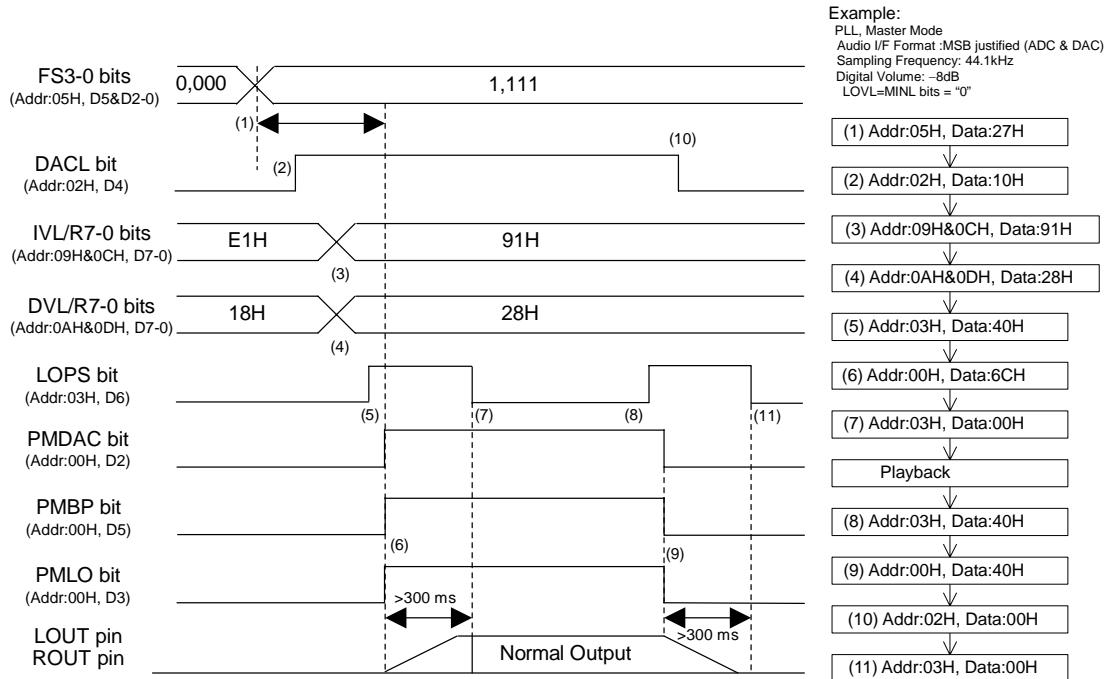 Example:
PLL, Master Mode
Audio I/F Format :MSB justified (ADC & DAC)
Sampling Frequency: 44.1kHz
Digital Volume: −8dB
LOVL=MINL bits = “0”
FS3-0 bits
(Addr:05H, D5&D2-0)
0,000
1,111
(1)
DACL bit
(Addr:02H, D4)
(2)
(10)
IVL/R7-0 bits
(Addr:09H&0CH, D7-0)
E1H
91H
(3)
DVL/R7-0 bits
(Addr:0AH&0DH, D7-0)
18H
28H
(4)
LOPS bit
(Addr:03H, D6)
(5)
(7)
(8)
(11)
PMDAC bit
(Addr:00H, D2)
PMBP bit
(Addr:00H, D5)
(6)
(9)
PMLO bit
(Addr:00H, D3)
>300 ms
>300 ms
LOUT pin
ROUT pin
Normal Output
(1) Addr:05H, Data:27H
(2) Addr:02H, Data:10H
(3) Addr:09H&0CH, Data:91H
(4) Addr:0AH&0DH, Data:28H
(5) Addr:03H, Data:40H
(6) Addr:00H, Data:6CH
(7) Addr:03H, Data:00H
Playback
(8) Addr:03H, Data:40H
(9) Addr:00H, Data:40H
(10) Addr:02H, Data:00H
(11) Addr:03H, Data:00H